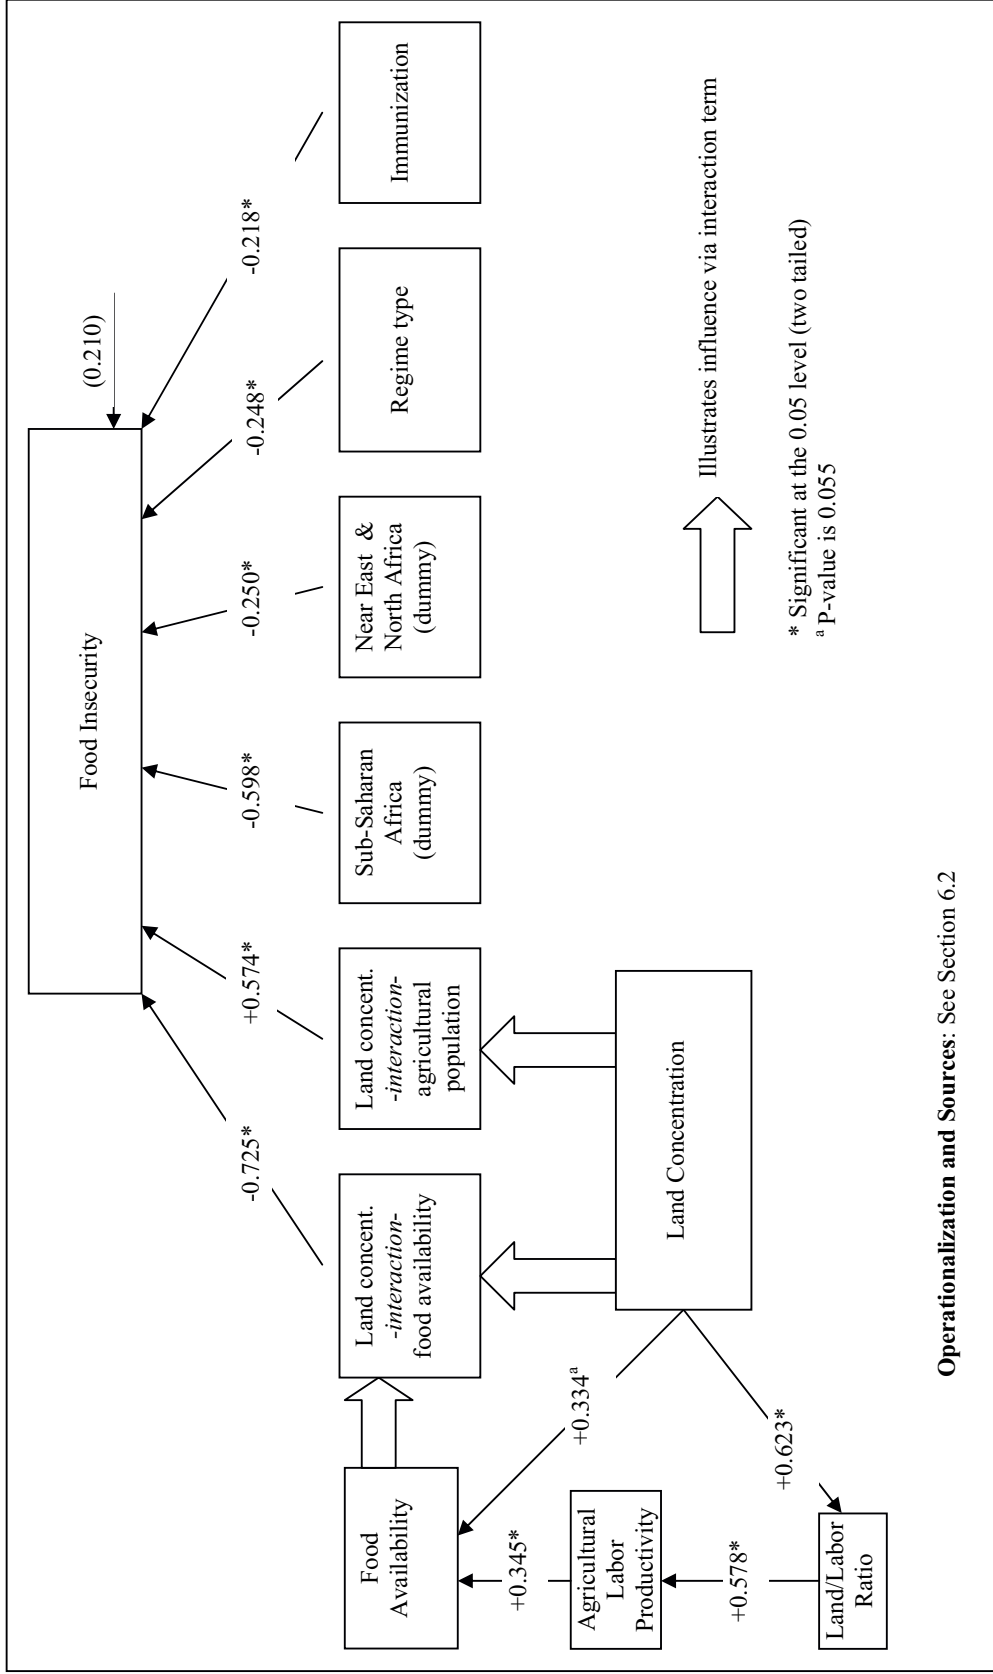 Food Insecurity
(0.210)
-0.725*
+0.574*
-0.598*
-0.250*
-0.248*
-0.218*
Food
Availability
Land concent.
-interaction-
food availability
Land concent.
-interaction-
agricultural
population
Sub-Saharan
Africa
(dummy)
Near East &
North Africa
(dummy)
Regime type
Immunization
+0.345*
+0.334ᵃ
Agricultural
Labor
Productivity
+0.578*
+0.623*
Land/Labor
Ratio
Land Concentration
Illustrates influence via interaction term
* Significant at the 0.05 level (two tailed)
ᵃ P-value is 0.055
Operationalization and Sources: See Section 6.2